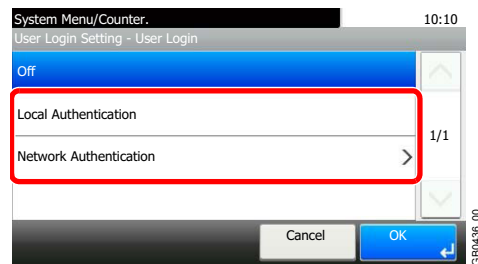 System Menu/Counter.
10:10
User Login Setting - User Login
Off
Local Authentication
1/1
Network Authentication
Cancel
OK
GB0436_00